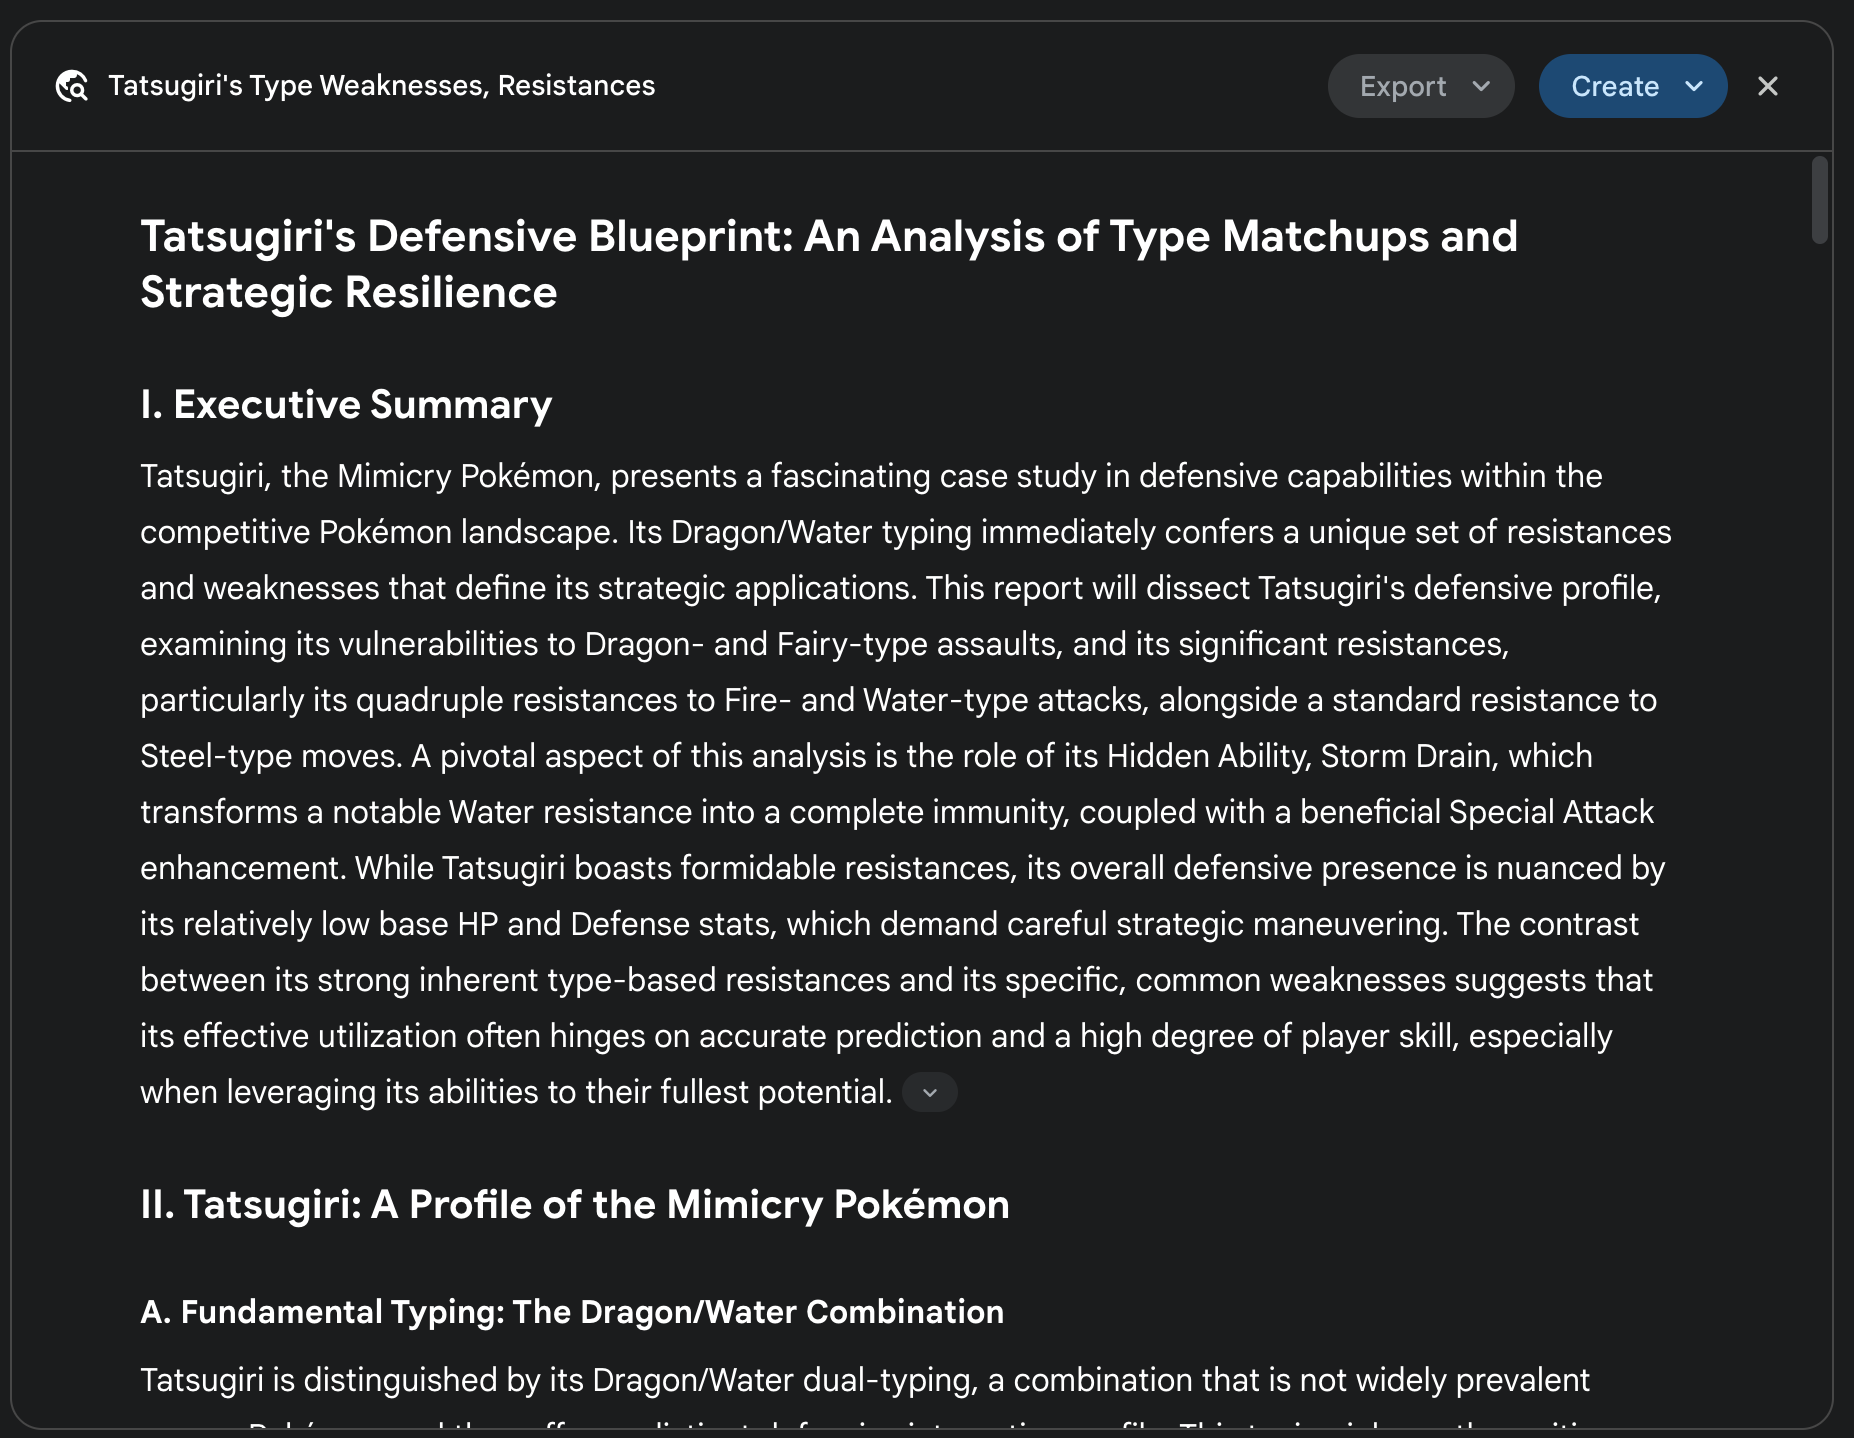 Tatsugiri's Type Weaknesses, Resistances
Export
Create
Tatsugiri's Defensive Blueprint: An Analysis of Type Matchups and
Strategic Resilience
I. Executive Summary
Tatsugiri, the Mimicry Pokémon, presents a fascinating case study in defensive capabilities within the
competitive Pokémon landscape. Its Dragon/Water typing immediately confers a unique set of resistances
and weaknesses that define its strategic applications. This report will dissect Tatsugiri's defensive profile,
examining its vulnerabilities to Dragon- and Fairy-type assaults, and its significant resistances,
particularly its quadruple resistances to Fire- and Water-type attacks, alongside a standard resistance to
Steel-type moves. A pivotal aspect of this analysis is the role of its Hidden Ability, Storm Drain, which
transforms a notable Water resistance into a complete immunity, coupled with a beneficial Special Attack
enhancement. While Tatsugiri boasts formidable resistances, its overall defensive presence is nuanced by
its relatively low base HP and Defense stats, which demand careful strategic maneuvering. The contrast
between its strong inherent type-based resistances and its specific, common weaknesses suggests that
its effective utilization often hinges on accurate prediction and a high degree of player skill, especially
when leveraging its abilities to their fullest potential.
II. Tatsugiri: A Profile of the Mimicry Pokémon
A. Fundamental Typing: The Dragon/Water Combination
Tatsugiri is distinguished by its Dragon/Water dual-typing, a combination that is not widely prevalent